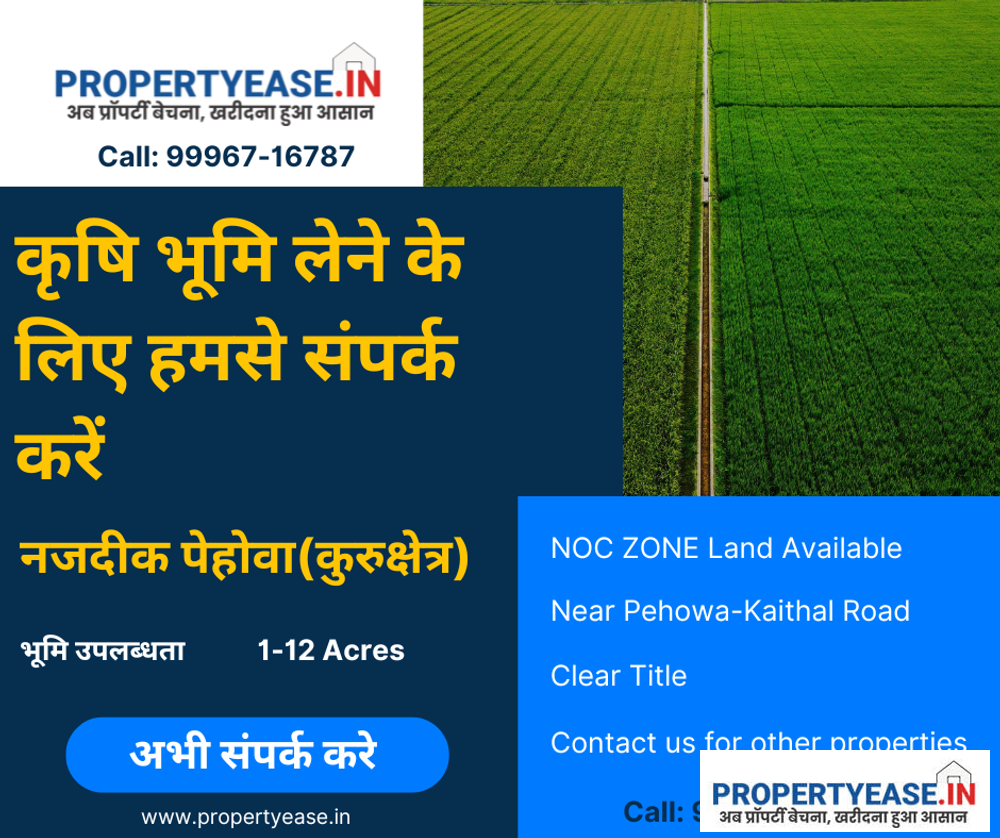 PROPERTYEASE.IN
अब प्रॉपर्टी बेचना, खरीदना हुआ आसान
Call: 99967-16787
कृषि भूमि लेने के
लिए हमसे संपर्क
करें
नजदीक पेहोवा(कुरुक्षेत्र)
भूमि उपलब्धता 1-12 Acres
अभी संपर्क करे
www.propertyease.in
NOC ZONE Land Available
Near Pehowa-Kaithal Road
Clear Title
Contact us for other properties
Call:
PROPERTYEASE.IN
अब प्रॉपर्टी बेचना, खरीदना हुआ आसान